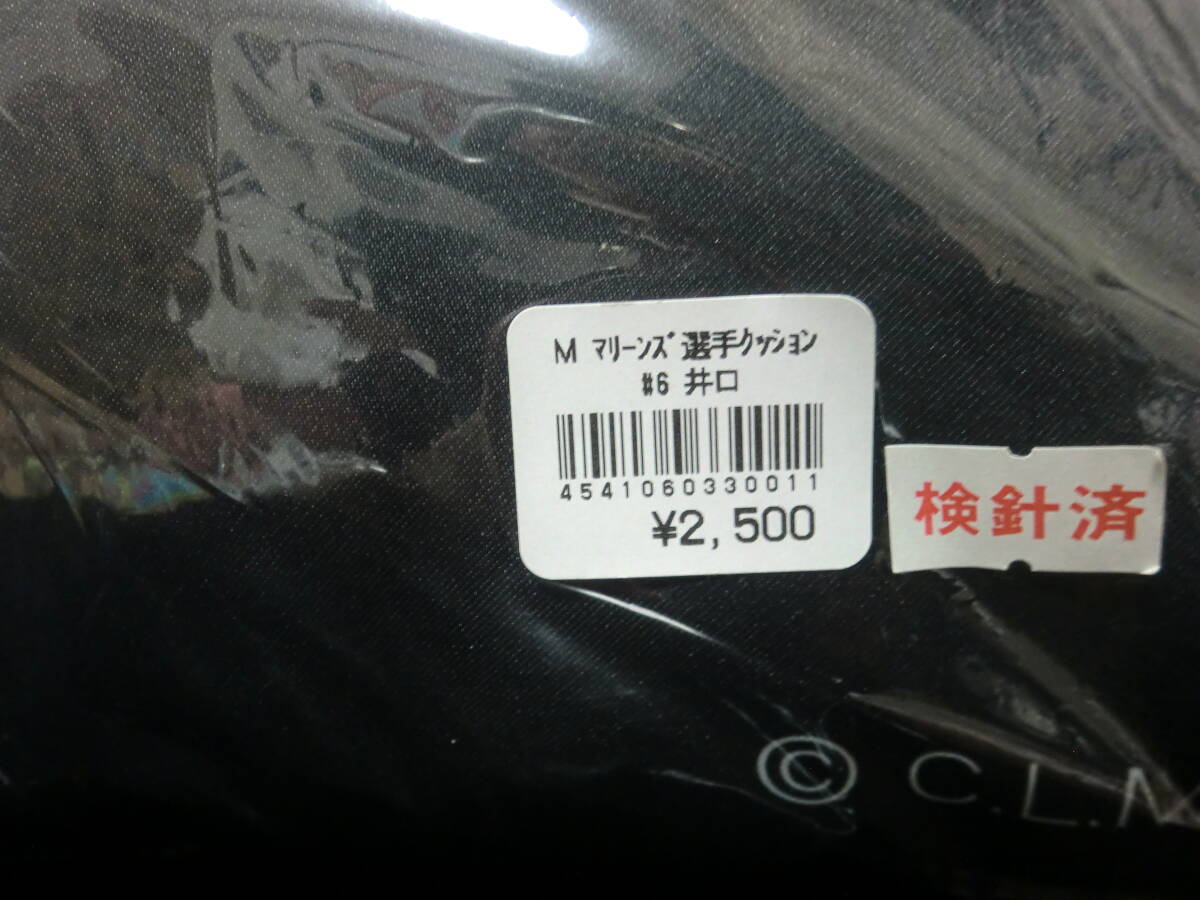 M マリーンズ 選手クッション
#6 井口
4541060330011
¥2,500
検針済
© C.L.M